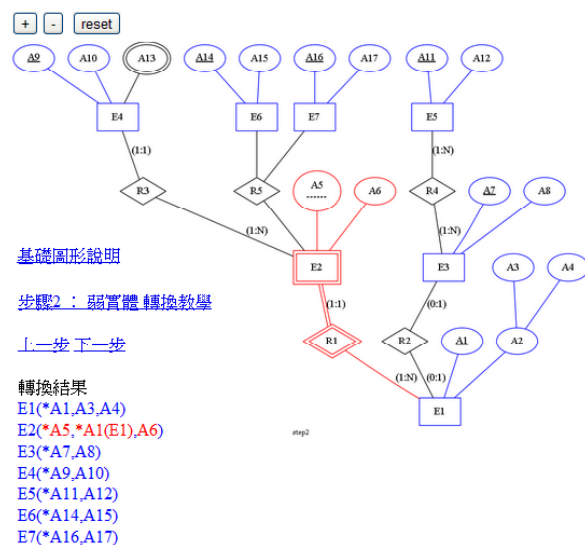 + - reset
A9 A10 A13 A14 A15 A16 A17 A11 A12
E4 E6 E7 E5
(1:1) (1:N)
R3 R5 A5 ------ A6 R4 A7 A8
(1:N) (1:N)
基礎圖形說明
E2 E3 A3 A4
步驟2 ： 弱實體 轉換教學
(1:1) (0:1)
上一步 下一步
R1 R2 A1 A2
轉換結果
(1:N) (0:1)
E1(*A1,A3,A4)
E1
E2(*A5,*A1(E1),A6)
step2
E3(*A7,A8)
E4(*A9,A10)
E5(*A11,A12)
E6(*A14,A15)
E7(*A16,A17)